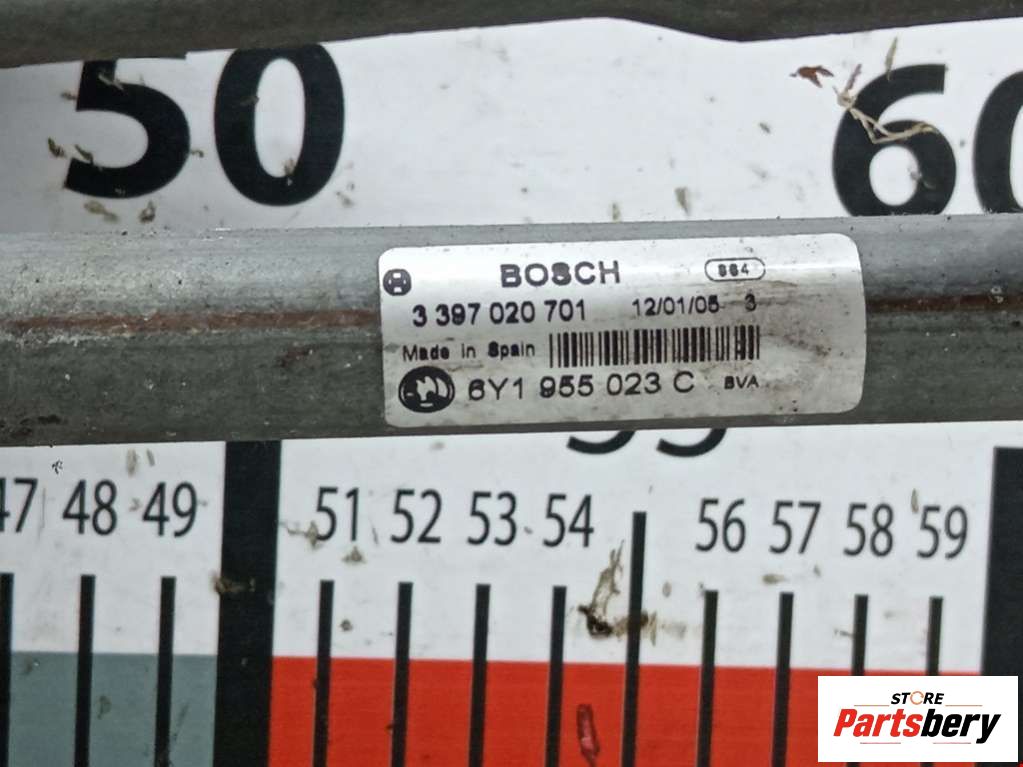 50 60
BOSCH 864
3 397 020 701 12/01/05 3
Made in Spain
6Y1 955 023 C BVA
47 48 49 51 52 53 54 56 57 58 59
STORE
Partsbery